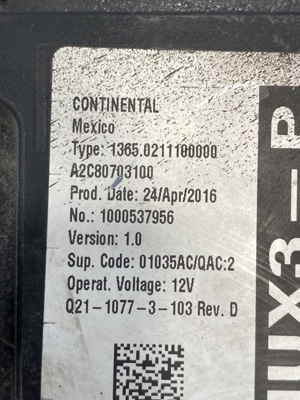 CONTINENTAL
Mexico
Type: 1365.0211100000
A2C80703100
Prod. Date: 24/Apr/2016
No.: 1000537956
Version: 1.0
Sup. Code: 01035AC/QAC:2
Operat. Voltage: 12V
Q21-1077-3-103 Rev. D